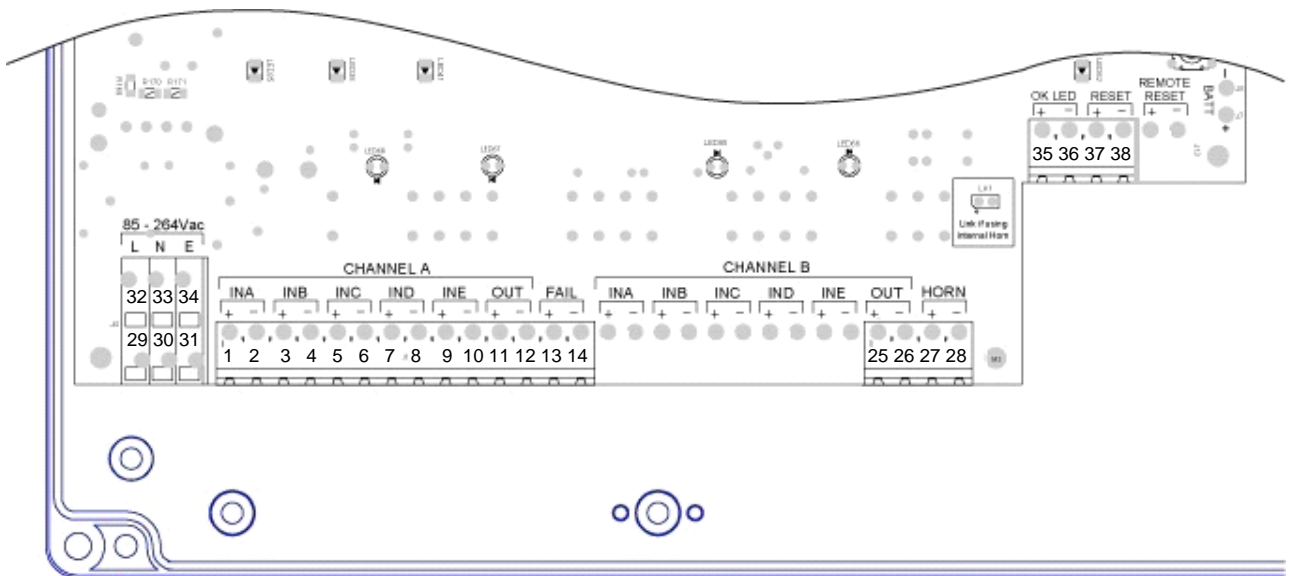 R170 R171
OK LED RESET REMOTE RESET
+ − + − + −
BATT
− +
35 36 37 38
LK1
Link if using
Internal Horn
85 - 264Vac
L N E
32 33 34
29 30 31
CHANNEL A CHANNEL B
INA INB INC IND INE OUT FAIL INA INB INC IND INE OUT HORN
+ − + − + − + − + − + − + − + − + − + − + − + − + − + −
1 2 3 4 5 6 7 8 9 10 11 12 13 14 25 26 27 28